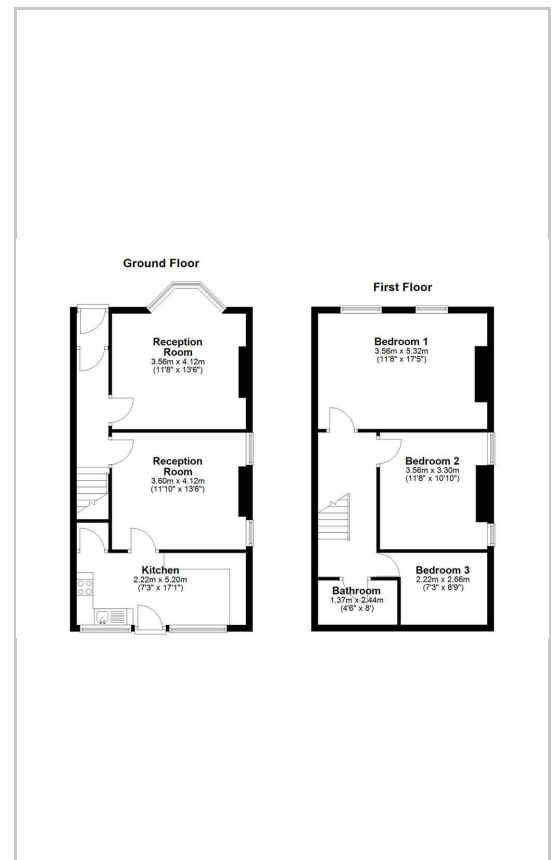 Ground Floor
Reception
Room
3.56m x 4.12m
(11'8" x 13'6")
Reception
Room
3.60m x 4.12m
(11'10" x 13'6")
Kitchen
2.22m x 5.20m
(7'3" x 17'1")
First Floor
Bedroom 1
3.56m x 5.32m
(11'8" x 17'5")
Bedroom 2
3.56m x 3.30m
(11'8" x 10'10")
Bedroom 3
2.22m x 2.66m
(7'3" x 8'9")
Bathroom
1.37m x 2.44m
(4'6" x 8')